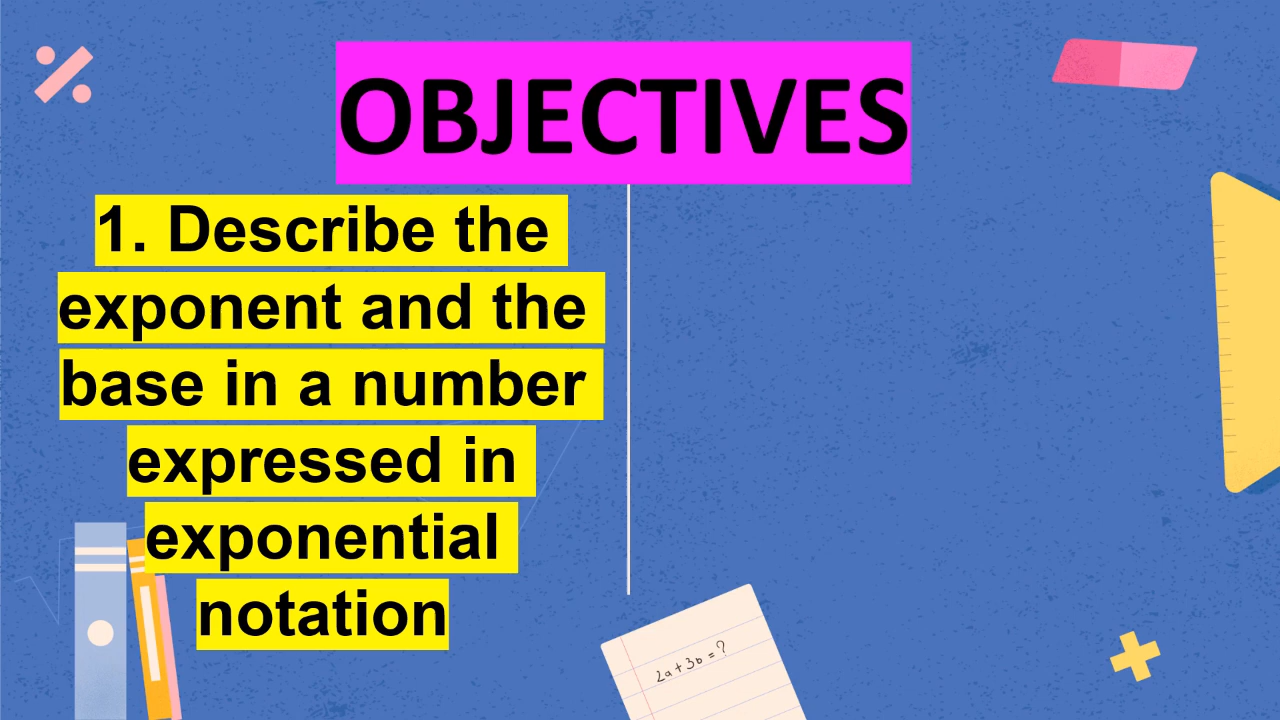 OBJECTIVES
1. Describe the
exponent and the
base in a number
expressed in
exponential
notation
2a+3b=?